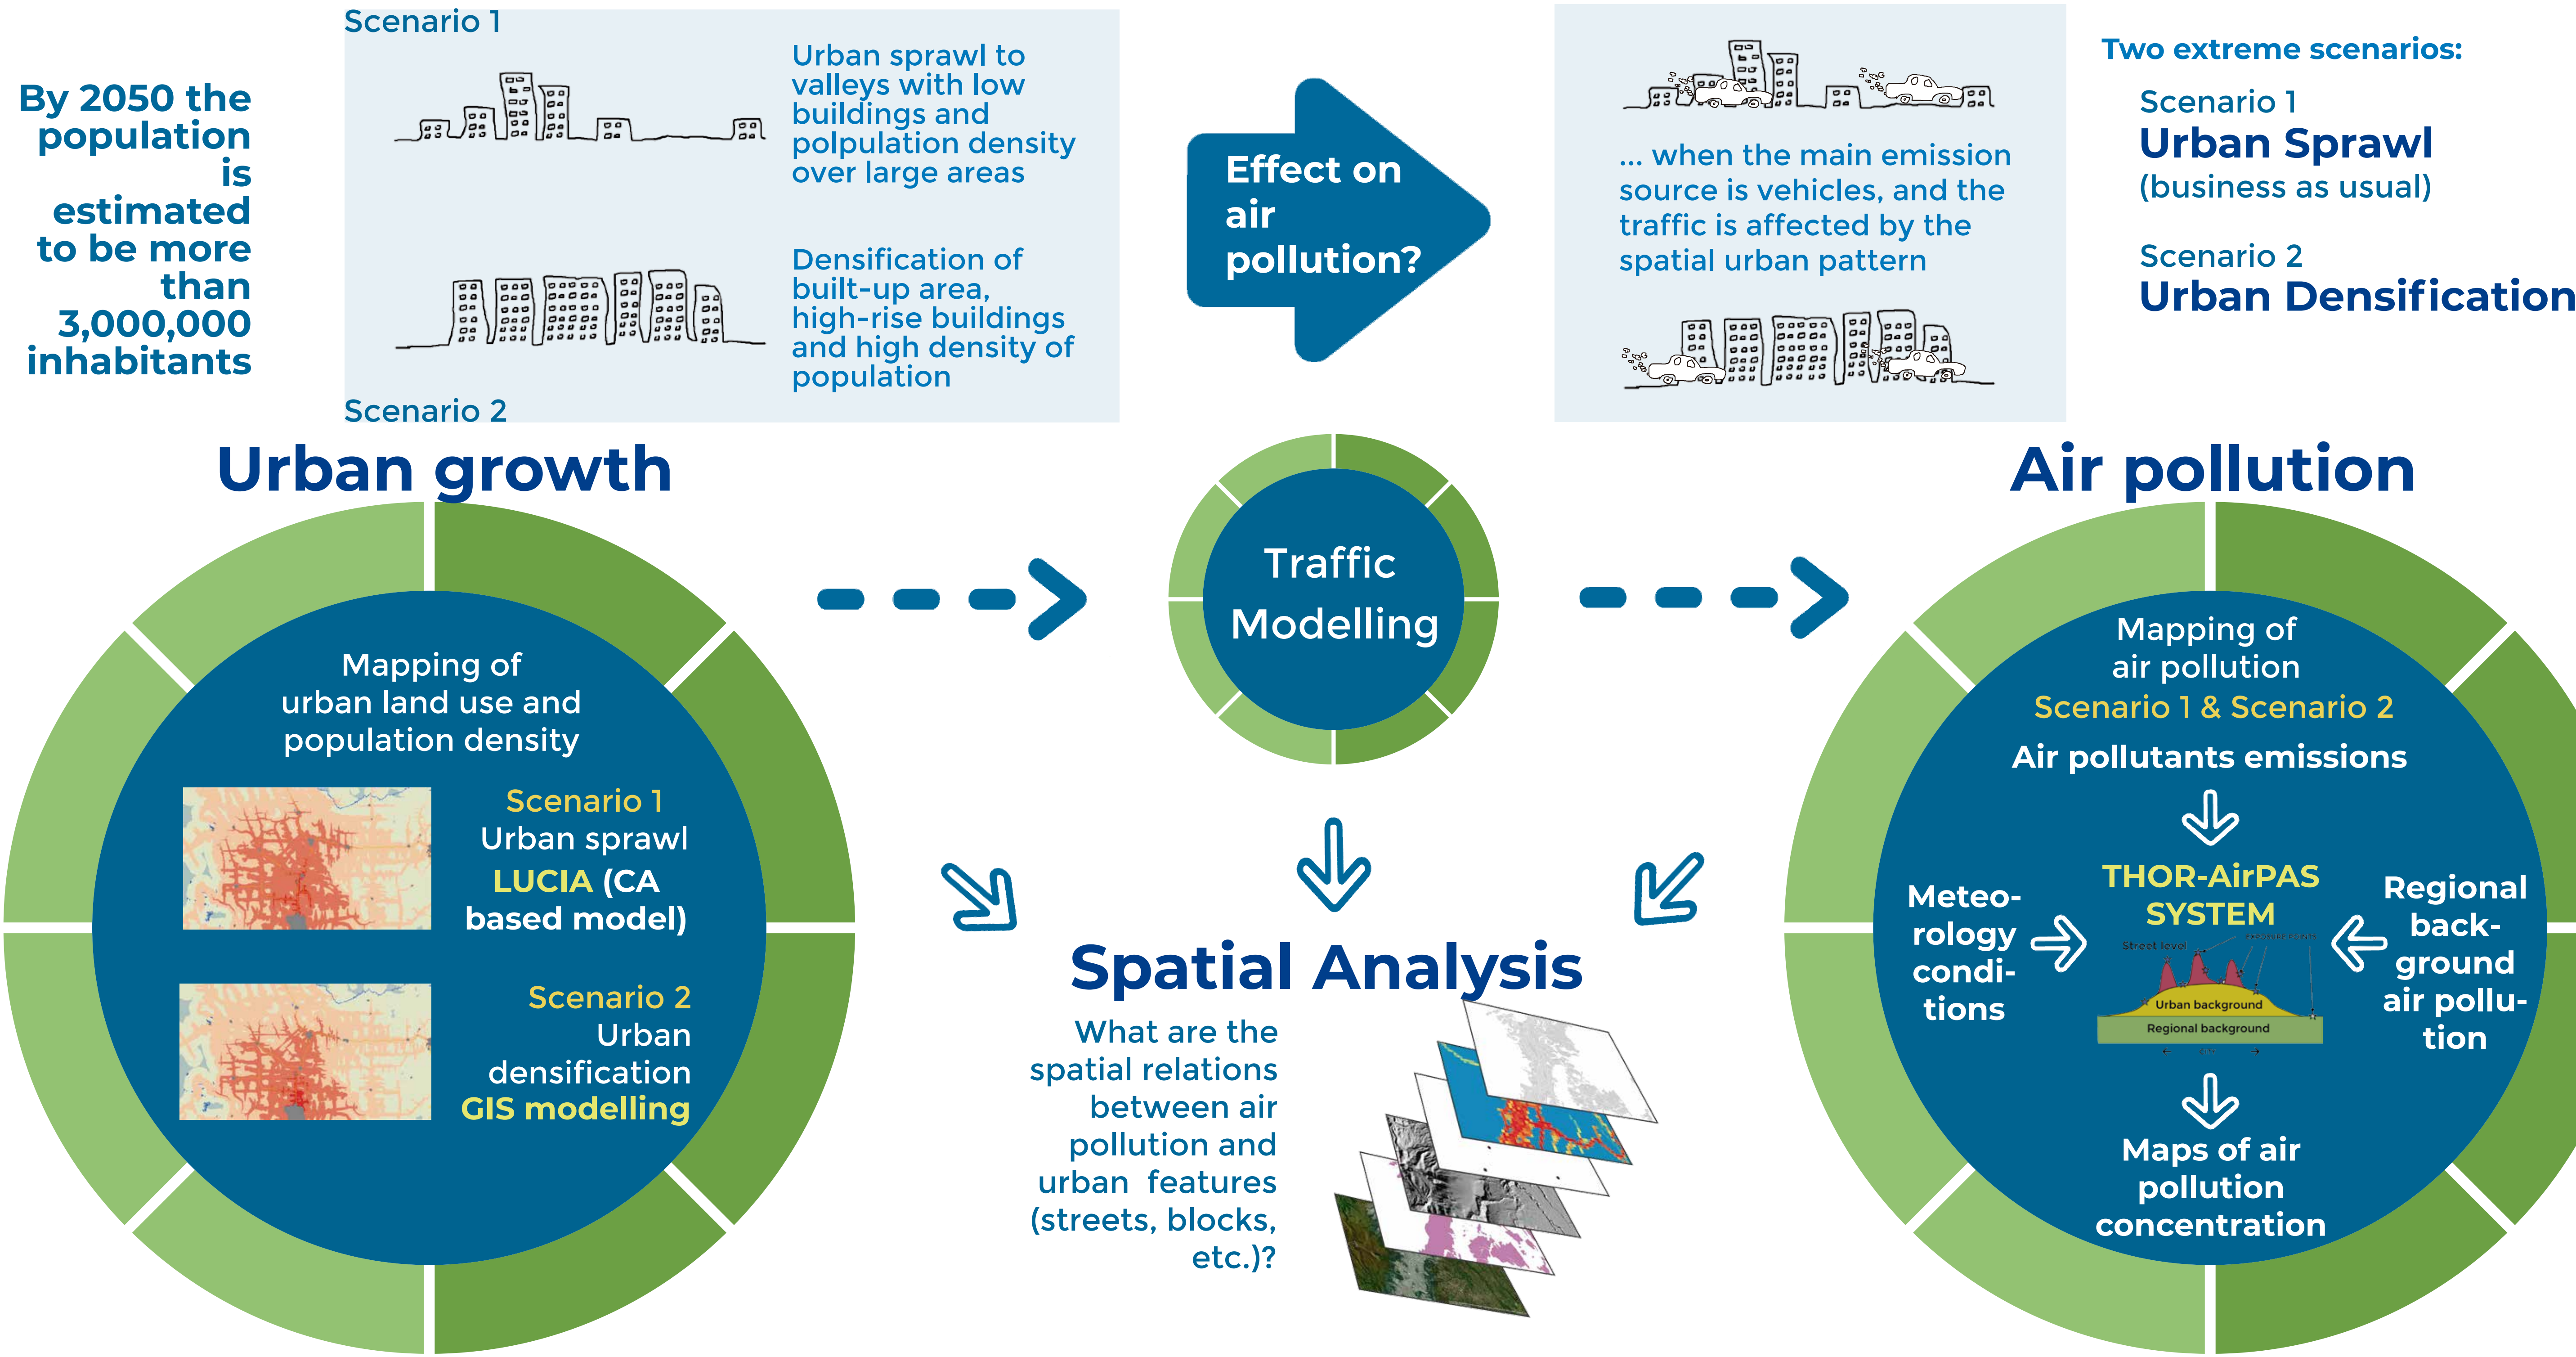 By 2050 the
population
is
estimated
to be more
than
3,000,000
inhabitants
Scenario 1
Urban sprawl to
valleys with low
buildings and
polpulation density
over large areas
Densification of
built-up area,
high-rise buildings
and high density of
population
Scenario 2
Effect on
air
pollution?
... when the main emission
source is vehicles, and the
traffic is affected by the
spatial urban pattern
Two extreme scenarios:
Scenario 1
Urban Sprawl
(business as usual)
Scenario 2
Urban Densification
Urban growth
Mapping of
urban land use and
population density
Scenario 1
Urban sprawl
LUCIA (CA
based model)
Scenario 2
Urban
densification
GIS modelling
Traffic
Modelling
Spatial Analysis
What are the
spatial relations
between air
pollution and
urban features
(streets, blocks,
etc.)?
Air pollution
Mapping of
air pollution
Scenario 1 & Scenario 2
Air pollutants emissions
Meteo-
rology
condi-
tions
THOR-AirPAS
SYSTEM
Street level
Urban background
Regional background
Regional
back-
ground
air pollu-
tion
Maps of air
pollution
concentration